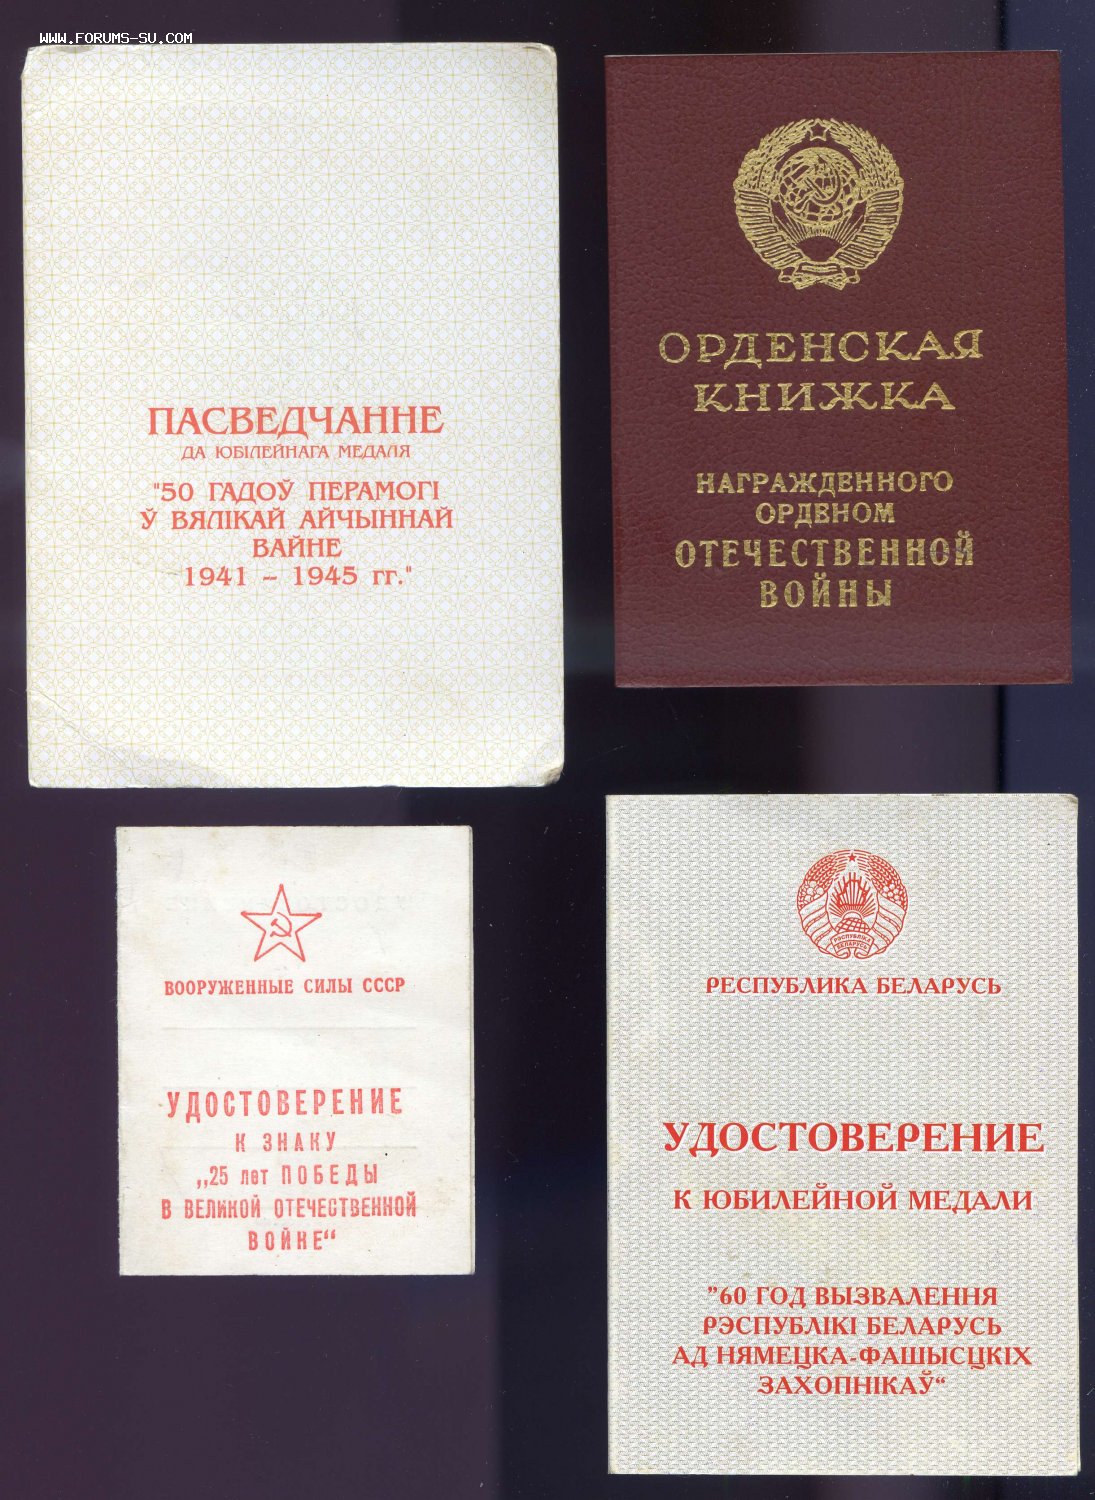 WWW.FORUMS-SU.COM
ПАСВЕДЧАННЕ
ДА ЮБІЛЕЙНАГА МЕДАЛЯ
"50 ГАДОЎ ПЕРАМОГІ
Ў ВЯЛІКАЙ АЙЧЫННАЙ
ВАЙНЕ
1941 – 1945 гг."
ОРДЕНСКАЯ
КНИЖКА
НАГРАЖДЕННОГО
ОРДЕНОМ
ОТЕЧЕСТВЕННОЙ
ВОЙНЫ
ВООРУЖЕННЫЕ СИЛЫ СССР
УДОСТОВЕРЕНИЕ
К ЗНАКУ
„25 лет ПОБЕДЫ
В ВЕЛИКОЙ ОТЕЧЕСТВЕННОЙ
ВОЙНЕ“
РЭСПУБЛІКА
БЕЛАРУСЬ
РЕСПУБЛИКА БЕЛАРУСЬ
УДОСТОВЕРЕНИЕ
К ЮБИЛЕЙНОЙ МЕДАЛИ
"60 ГОД ВЫЗВАЛЕННЯ
РЭСПУБЛІКІ БЕЛАРУСЬ
АД НЯМЕЦКА-ФАШЫСЦКІХ
ЗАХОПНІКАЎ“